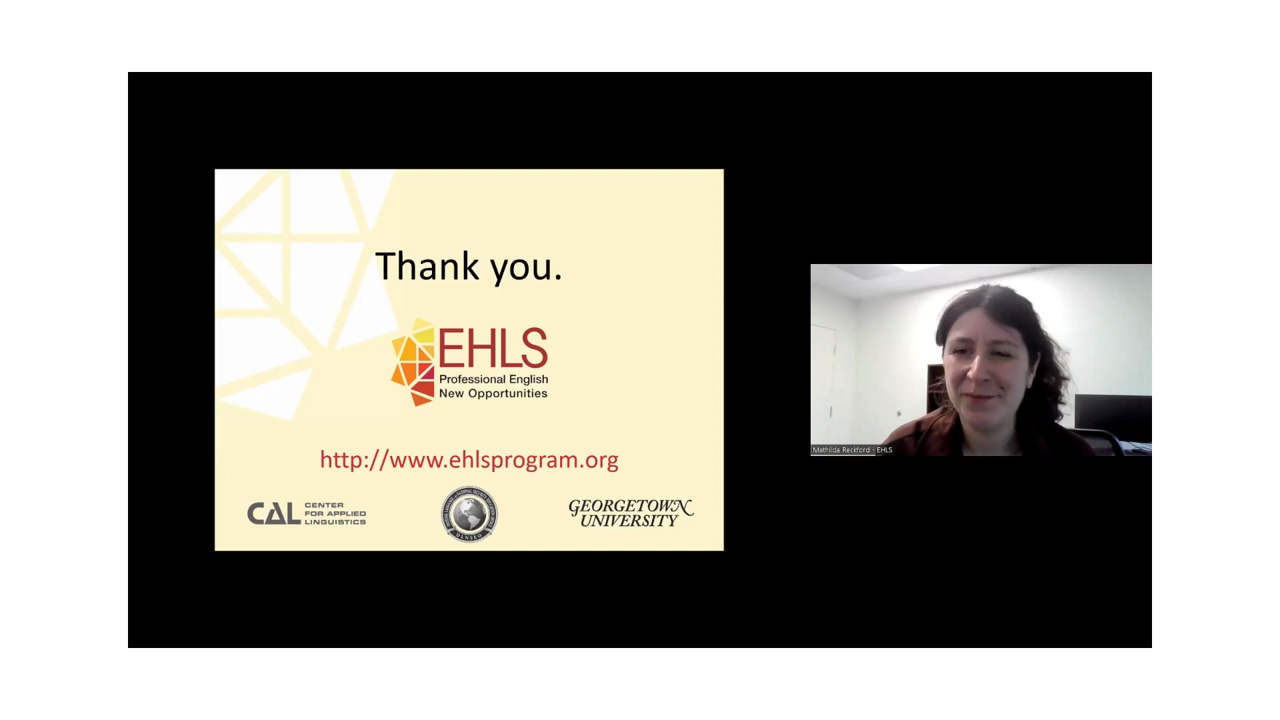 Thank you.
EHLS
Professional English
New Opportunities
http://www.ehlsprogram.org
CAL CENTER
FOR APPLIED
LINGUISTICS
GEORGETOWN
UNIVERSITY
Mathilda Reckford - EHLS